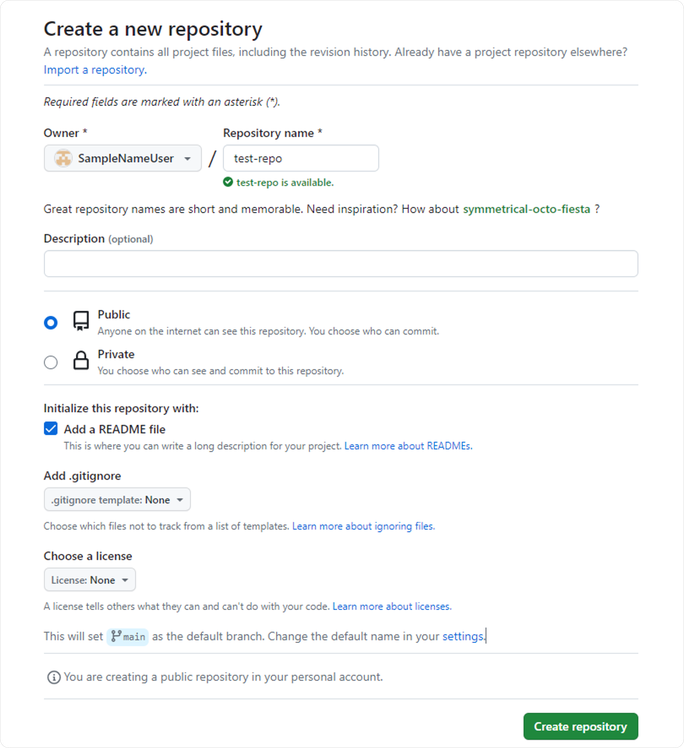 Create a new repository
A repository contains all project files, including the revision history. Already have a project repository elsewhere?
Import a repository.
Required fields are marked with an asterisk (*).
Owner * Repository name *
SampleNameUser / test-repo
test-repo is available.
Great repository names are short and memorable. Need inspiration? How about symmetrical-octo-fiesta ?
Description (optional)
Public
Anyone on the internet can see this repository. You choose who can commit.
Private
You choose who can see and commit to this repository.
Initialize this repository with:
Add a README file
This is where you can write a long description for your project. Learn more about READMEs.
Add .gitignore
.gitignore template: None
Choose which files not to track from a list of templates. Learn more about ignoring files.
Choose a license
License: None
A license tells others what they can and can't do with your code. Learn more about licenses.
This will set main as the default branch. Change the default name in your settings.
You are creating a public repository in your personal account.
Create repository